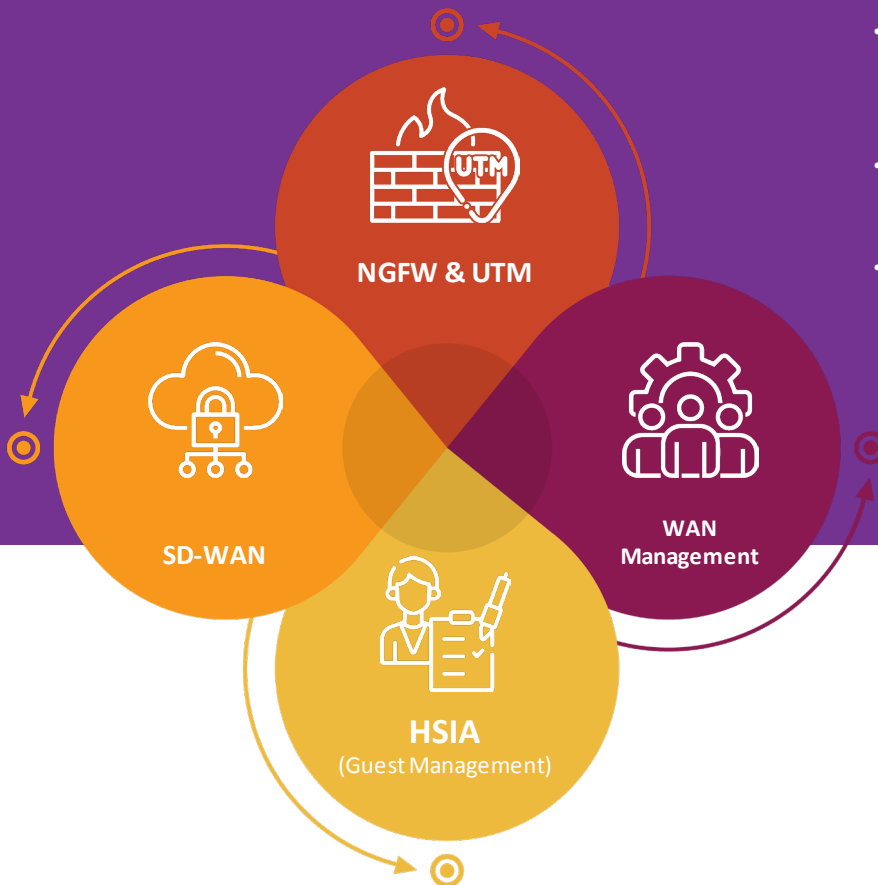 UTM
NGFW & UTM
SD-WAN
WAN
Management
HSIA
(Guest Management)